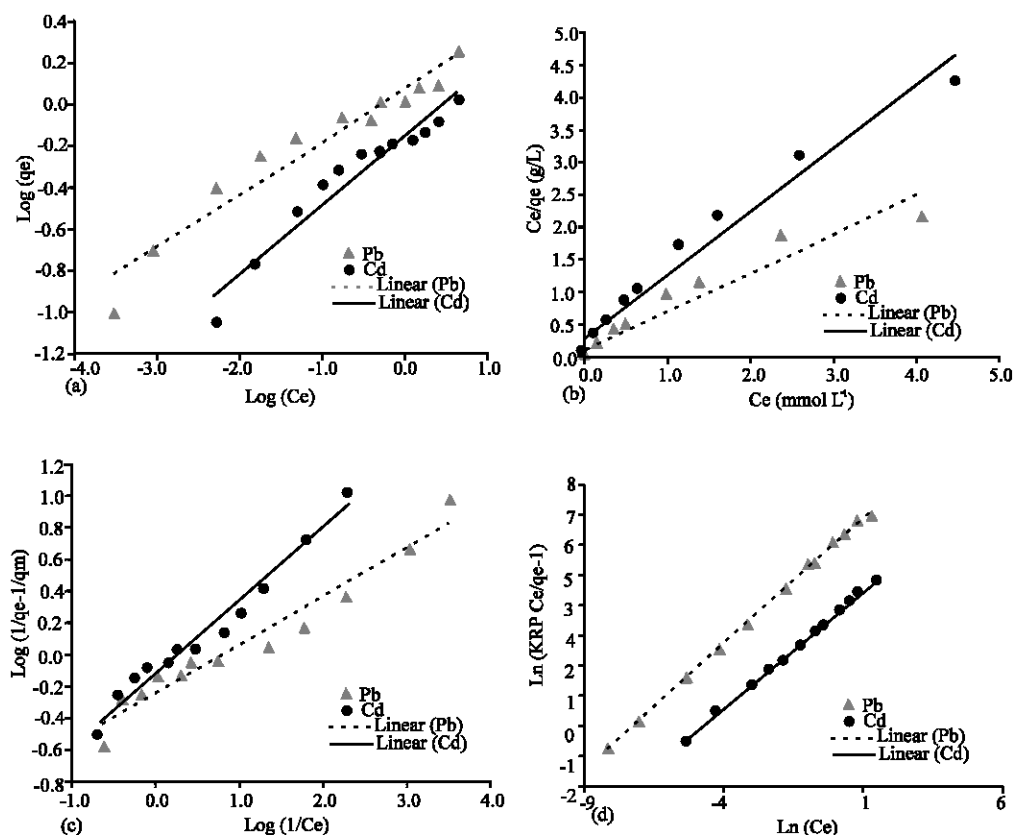 0.4
0.2
0.0
-0.2
-0.4
-0.6
-0.8
-1.0
-1.2
Log (qe)
-4.0 -3.0 -2.0 -1.0 0.0 1.0
(a)
Log (Ce)
Pb
Cd
Linear (Pb)
Linear (Cd)
5.0
4.5
4.0
3.5
3.0
2.5
2.0
1.5
1.0
0.5
0.0
Ce/qe (g/L)
0.0 1.0 2.0 3.0 4.0 5.0
(b)
Ce (mmol L⁻¹)
Pb
Cd
Linear (Pb)
Linear (Cd)
1.2
1.0
0.8
0.6
0.4
0.2
0.0
-0.2
-0.4
-0.6
-0.8
Log (1/qe-1/qm)
-1.0 0.0 1.0 2.0 3.0 4.0
(c)
Log (1/Ce)
Pb
Cd
Linear (Pb)
Linear (Cd)
8
7
6
5
3
4
2
1
0
-1
-2
Ln (KRP Ce/qe-1)
-9 -4 1 6
(d)
Ln (Ce)
Pb
Cd
Linear (Pb)
Linear (Cd)